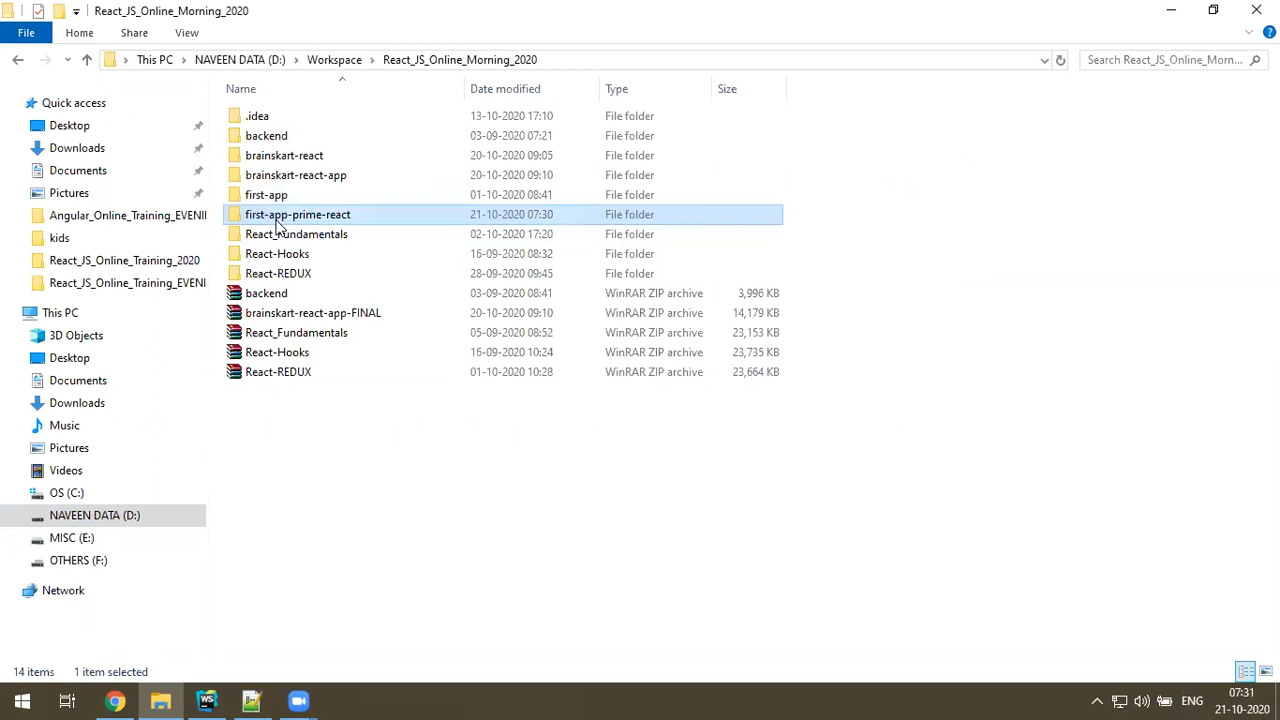 React_JS_Online_Morning_2020
File Home Share View
This PC > NAVEEN DATA (D:) > Workspace > React_JS_Online_Morning_2020
Search React_JS_Online_Morn...
Name Date modified Type Size
.idea 13-10-2020 17:10 File folder
backend 03-09-2020 07:21 File folder
brainskart-react 20-10-2020 09:05 File folder
brainskart-react-app 20-10-2020 09:10 File folder
first-app 01-10-2020 08:41 File folder
first-app-prime-react 21-10-2020 07:30 File folder
React_Fundamentals 02-10-2020 17:20 File folder
React-Hooks 16-09-2020 08:32 File folder
React-REDUX 28-09-2020 09:45 File folder
backend 03-09-2020 08:41 WinRAR ZIP archive 3,996 KB
brainskart-react-app-FINAL 20-10-2020 09:10 WinRAR ZIP archive 14,179 KB
React_Fundamentals 05-09-2020 08:52 WinRAR ZIP archive 23,153 KB
React-Hooks 16-09-2020 10:24 WinRAR ZIP archive 23,735 KB
React-REDUX 01-10-2020 10:28 WinRAR ZIP archive 23,664 KB
Quick access
Desktop
Downloads
Documents
Pictures
Angular_Online_Training_EVENI
kids
React_JS_Online_Training_2020
React_JS_Online_Training_EVENI
This PC
3D Objects
Desktop
Documents
Downloads
Music
Pictures
Videos
OS (C:)
NAVEEN DATA (D:)
MISC (E:)
OTHERS (F:)
Network
14 items 1 item selected
WS
ENG
07:31
21-10-2020